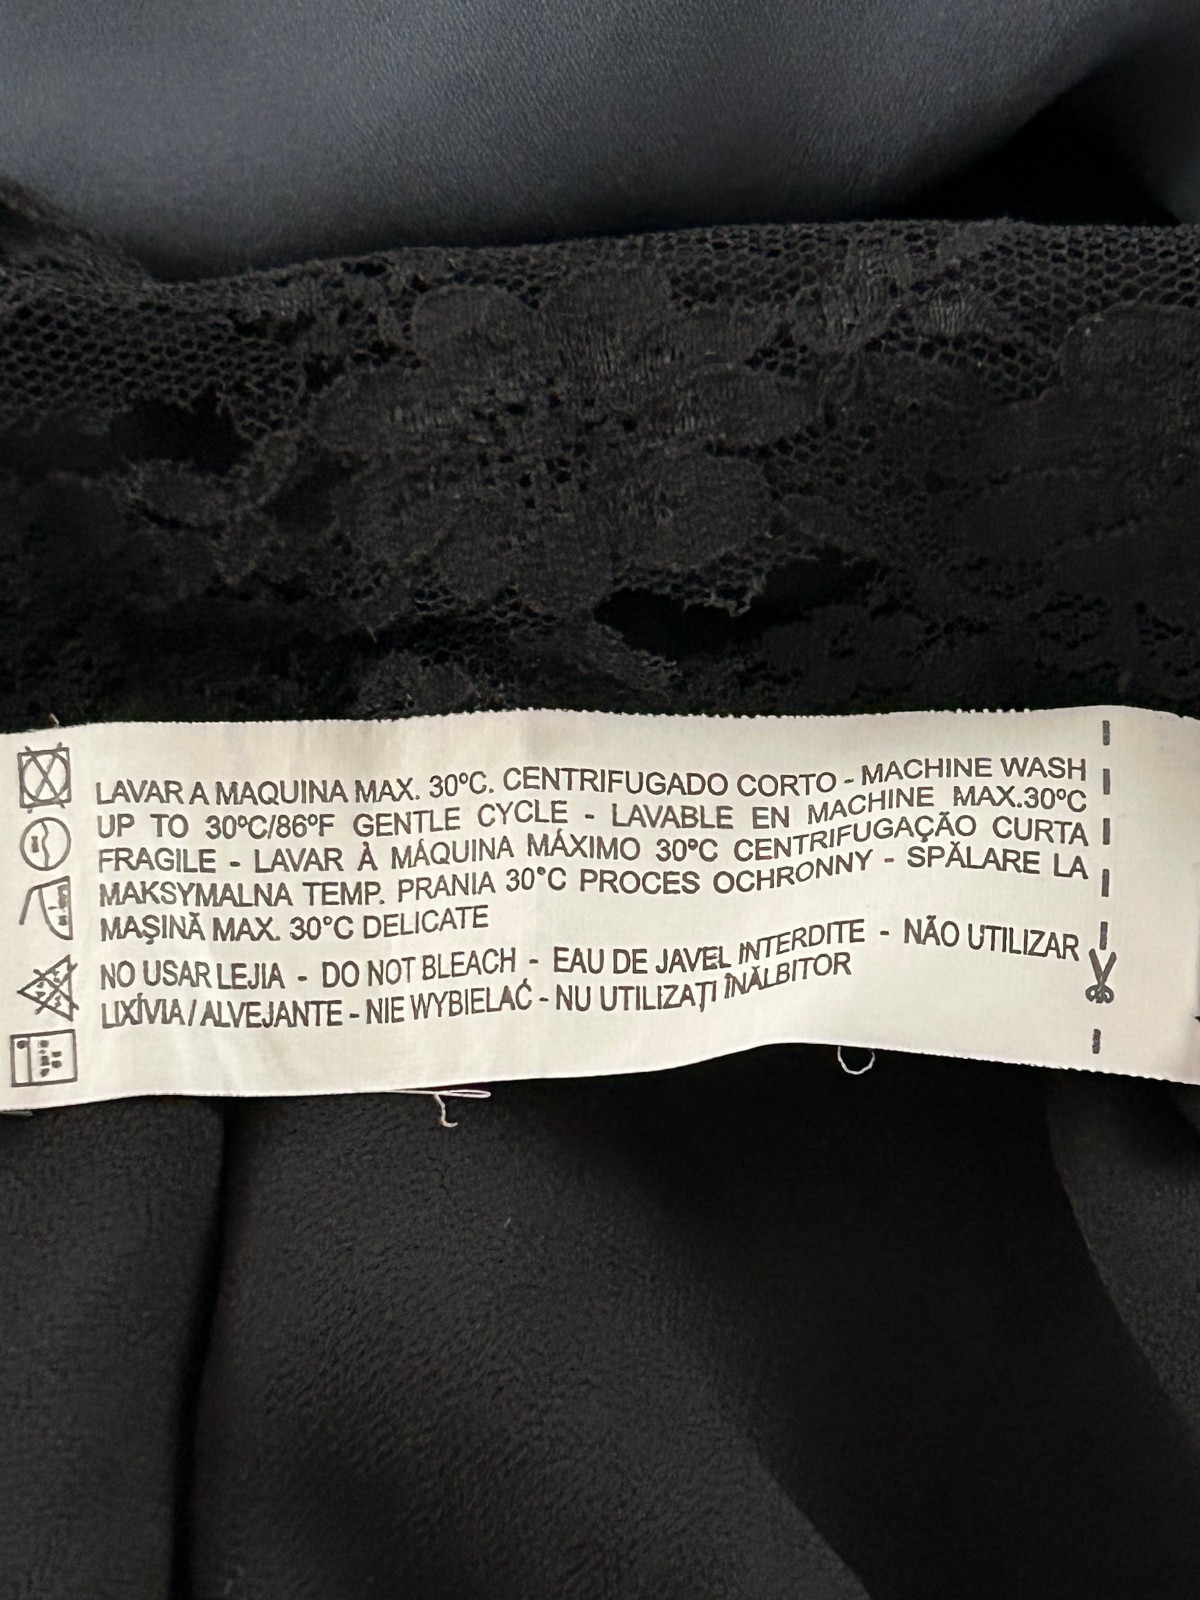 LAVAR A MAQUINA MAX. 30ºC. CENTRIFUGADO CORTO - MACHINE WASH
UP TO 30ºC/86ºF GENTLE CYCLE - LAVABLE EN MACHINE MAX.30ºC
FRAGILE - LAVAR À MÁQUINA MÁXIMO 30ºC CENTRIFUGAÇÃO CURTA
MAKSYMALNA TEMP. PRANIA 30°C PROCES OCHRONNY - SPĂLARE LA
MAŞINĂ MAX. 30°C DELICATE
NO USAR LEJIA - DO NOT BLEACH - EAU DE JAVEL INTERDITE - NÃO UTILIZAR
LIXÍVIA / ALVEJANTE - NIE WYBIELAĆ - NU UTILIZAŢI ÎNĂLBITOR